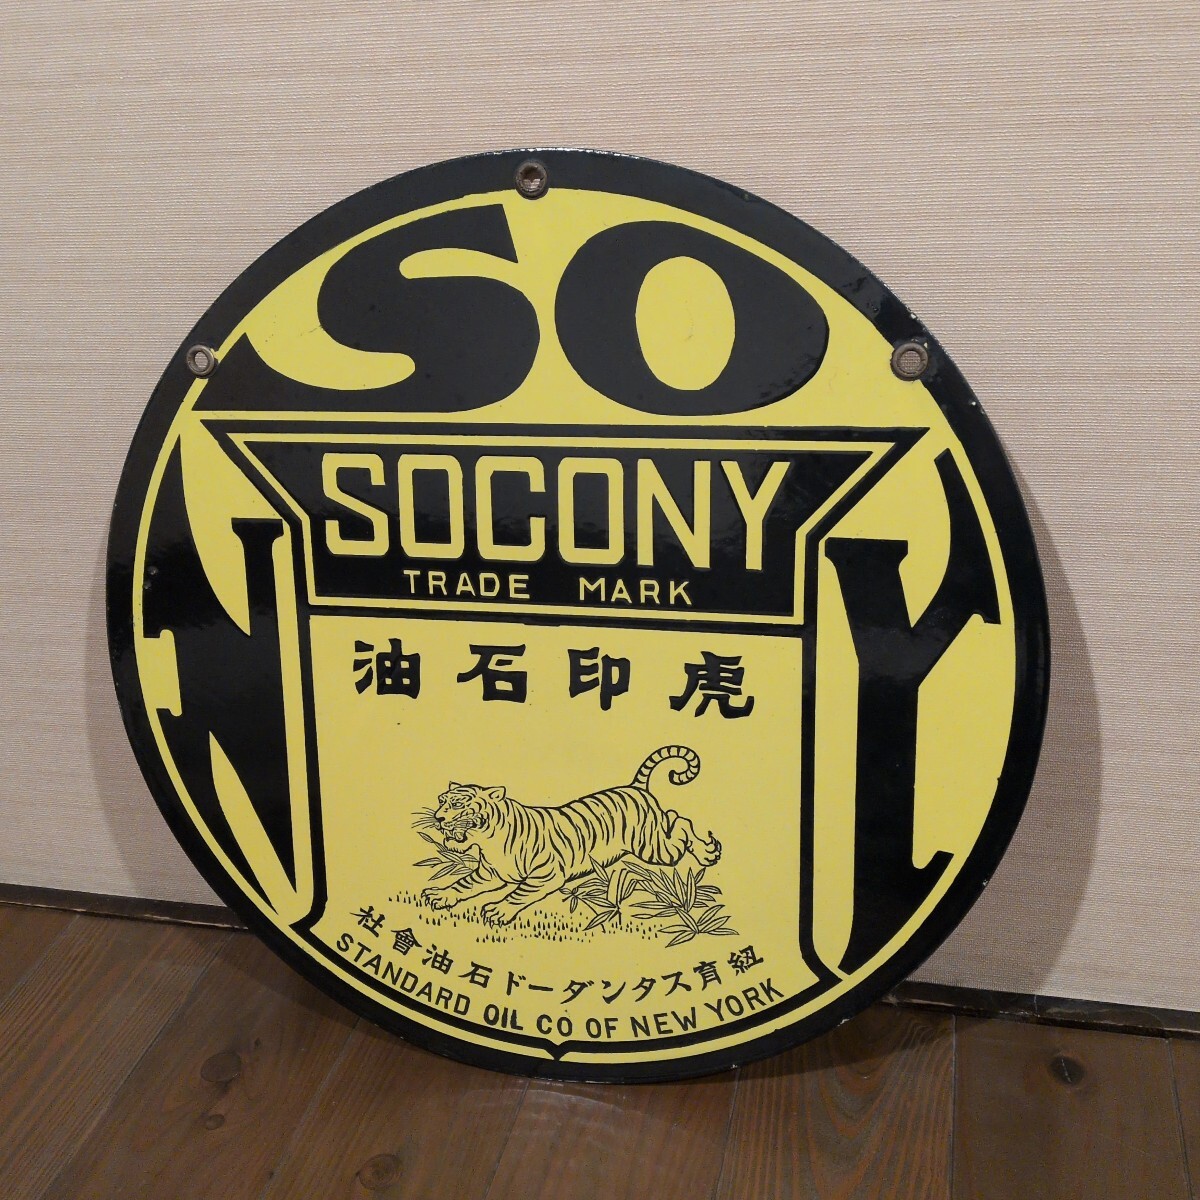 SO
N Y
SOCONY
TRADE MARK
虎印石油
紐育スタンダード石油會社
STANDARD OIL CO OF NEW YORK